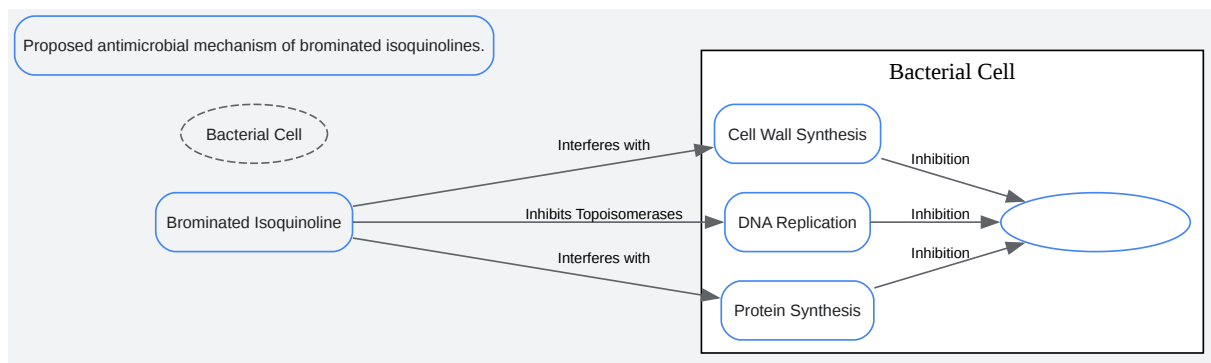 Proposed antimicrobial mechanism of brominated isoquinolines.
Bacterial Cell
Bacterial Cell
Interferes with
Cell Wall Synthesis
Inhibition
Brominated Isoquinoline
Inhibits Topoisomerases
DNA Replication
Inhibition
Interferes with
Inhibition
Protein Synthesis